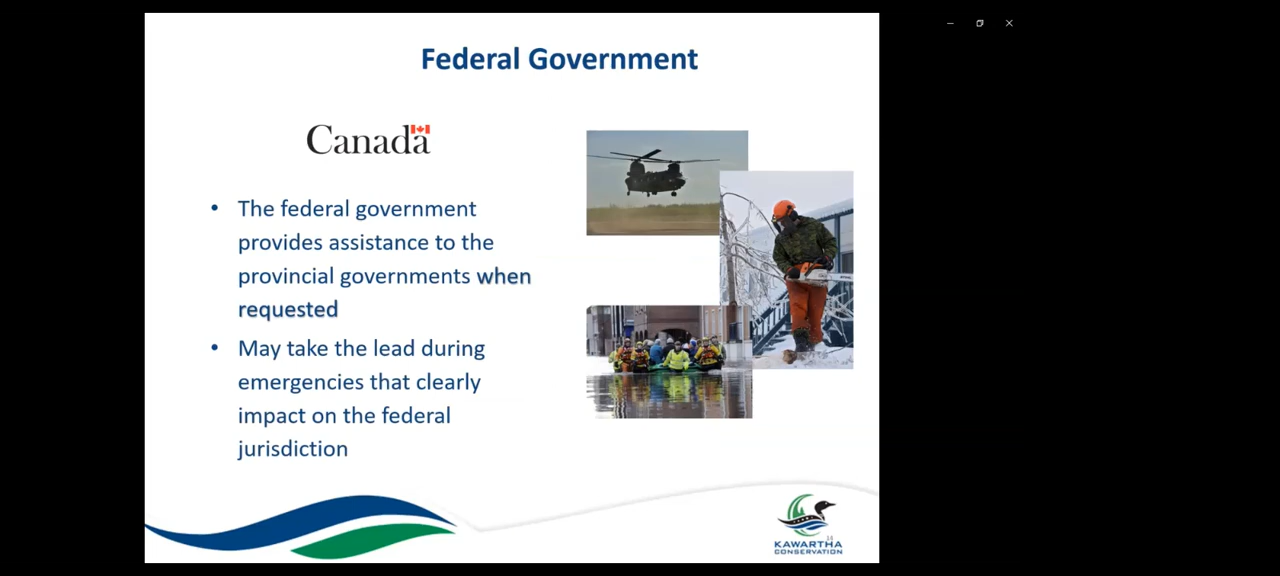 Federal Government
Canada
• The federal government
provides assistance to the
provincial governments when
requested
• May take the lead during
emergencies that clearly
impact on the federal
jurisdiction
KAWARTHA
CONSERVATION